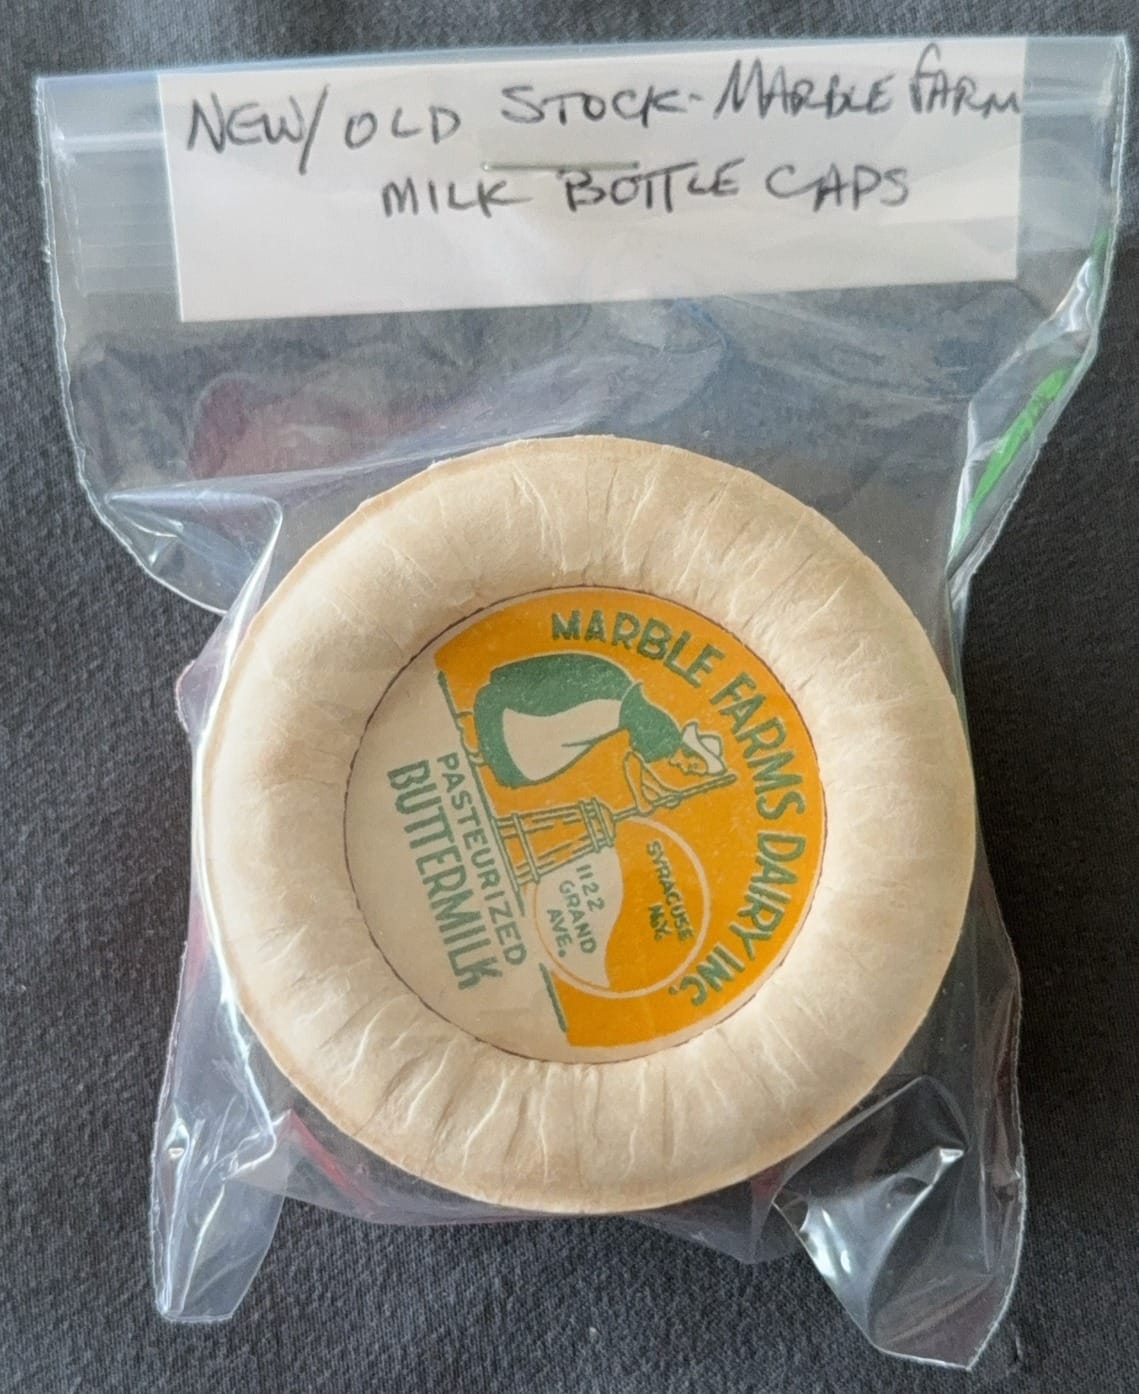 NEW/OLD STOCK-MARBLE FARM
MILK BOTTLE CAPS
MARBLE FARMS DAIRY INC.
SYRACUSE
N.Y.
1122
GRAND
AVE.
PASTEURIZED
BUTTERMILK